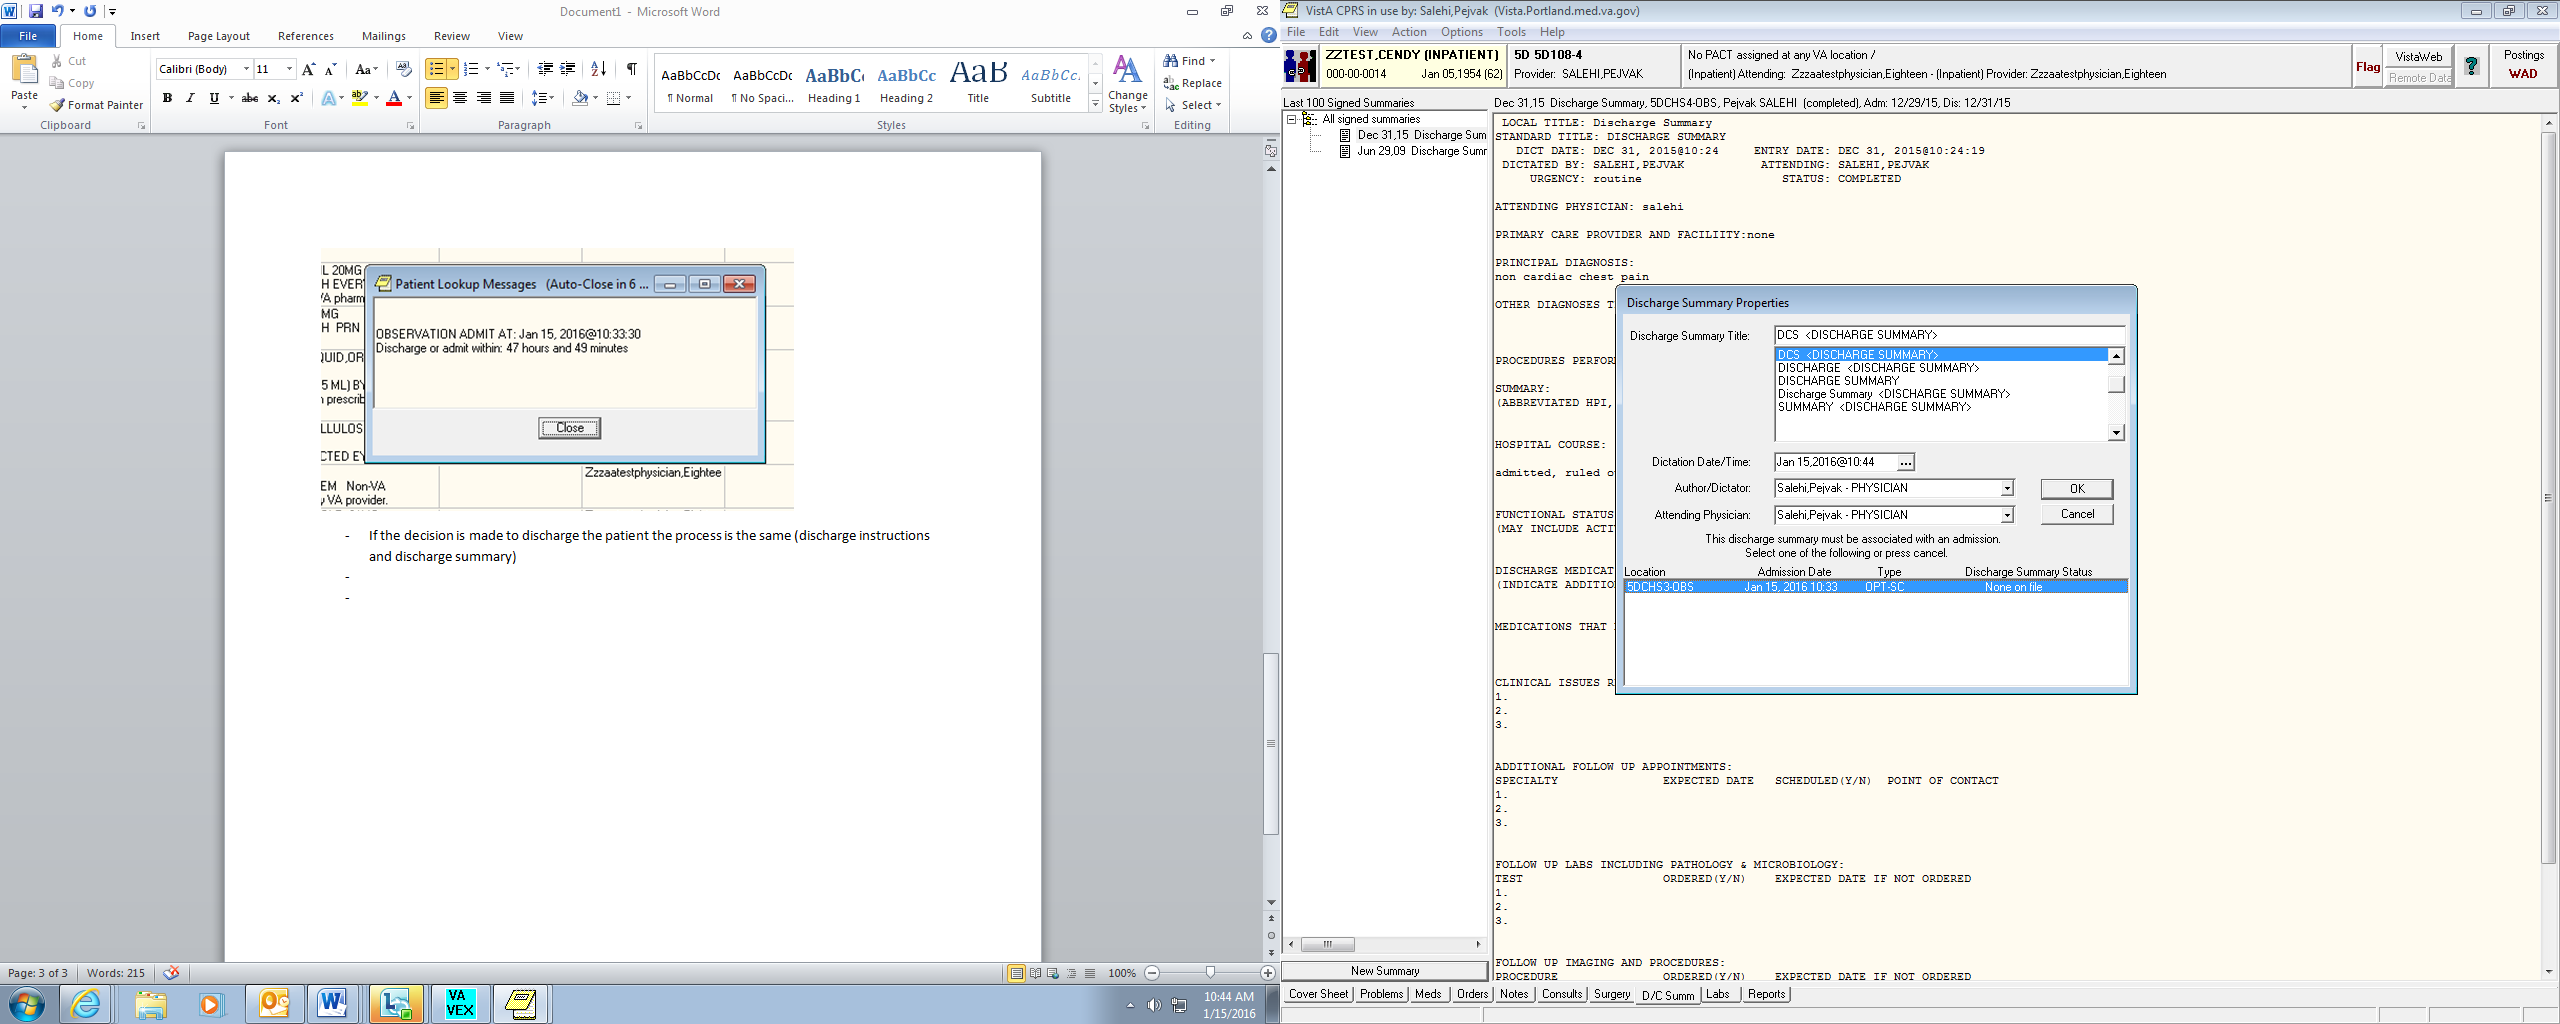 Document1 - Microsoft Word
File Home Insert Page Layout References Mailings Review View
Paste
Cut
Copy
Format Painter
Clipboard
Calibri (Body) 11
Font
Paragraph
AaBbCcDc AaBbCcDc AaBbCc AaBbCc AaB AaBbCc.
¶ Normal ¶ No Spaci... Heading 1 Heading 2 Title Subtitle
Change Styles
Styles
Find
Replace
Select
Editing
L 20MG
H EVER
/A pharm
MG
H PRN
QUID,OR
5 ML) BY
n prescrib
LLULOS
CTED EY
EM Non-VA
y VA provider.
Patient Lookup Messages (Auto-Close in 6 ...
OBSERVATION ADMIT AT: Jan 15, 2016@10:33:30
Discharge or admit within: 47 hours and 49 minutes
Close
Zzzaatestphysician,Eightee
- If the decision is made to discharge the patient the process is the same (discharge instructions
and discharge summary)
-
-
Page: 3 of 3 Words: 215 100%
VA
VEX
10:44 AM
1/15/2016
VistA CPRS in use by: Salehi,Pejvak (Vista.Portland.med.va.gov)
File Edit View Action Options Tools Help
ZZTEST,CENDY (INPATIENT)
000-00-0014 Jan 05,1954 (62)
5D 5D108-4
Provider: SALEHI,PEJVAK
No PACT assigned at any VA location /
(Inpatient) Attending: Zzzaatestphysician,Eighteen - (Inpatient) Provider: Zzzaatestphysician,Eighteen
Flag
VistaWeb
Remote Data
?
Postings
WAD
Last 100 Signed Summaries
All signed summaries
Dec 31,15 Discharge Sum
Jun 29,09 Discharge Summ
New Summary
Dec 31,15 Discharge Summary, 5DCHS4-OBS, Pejvak SALEHI (completed), Adm: 12/29/15, Dis: 12/31/15
LOCAL TITLE: Discharge Summary
STANDARD TITLE: DISCHARGE SUMMARY
DICT DATE: DEC 31, 2015@10:24 ENTRY DATE: DEC 31, 2015@10:24:19
DICTATED BY: SALEHI,PEJVAK ATTENDING: SALEHI,PEJVAK
URGENCY: routine STATUS: COMPLETED
ATTENDING PHYSICIAN: salehi
PRIMARY CARE PROVIDER AND FACILIITY:none
PRINCIPAL DIAGNOSIS:
non cardiac chest pain
OTHER DIAGNOSES T
PROCEDURES PERFOR
SUMMARY:
(ABBREVIATED HPI,
HOSPITAL COURSE:
admitted, ruled o
FUNCTIONAL STATUS
(MAY INCLUDE ACTI
DISCHARGE MEDICAT
(INDICATE ADDITIO
MEDICATIONS THAT
CLINICAL ISSUES R
1.
2.
3.
ADDITIONAL FOLLOW UP APPOINTMENTS:
SPECIALTY EXPECTED DATE SCHEDULED(Y/N) POINT OF CONTACT
1.
2.
3.
FOLLOW UP LABS INCLUDING PATHOLOGY & MICROBIOLOGY:
TEST ORDERED(Y/N) EXPECTED DATE IF NOT ORDERED
1.
2.
3.
FOLLOW UP IMAGING AND PROCEDURES:
PROCEDURE ORDERED(Y/N) EXPECTED DATE IF NOT ORDERED
Discharge Summary Properties
Discharge Summary Title: DCS <DISCHARGE SUMMARY>
DCS <DISCHARGE SUMMARY>
DISCHARGE <DISCHARGE SUMMARY>
DISCHARGE SUMMARY
Discharge Summary <DISCHARGE SUMMARY>
SUMMARY <DISCHARGE SUMMARY>
Dictation Date/Time: Jan 15,2016@10:44 ...
Author/Dictator: Salehi,Pejvak - PHYSICIAN OK
Attending Physician: Salehi,Pejvak - PHYSICIAN Cancel
This discharge summary must be associated with an admission.
Select one of the following or press cancel.
Location Admission Date Type Discharge Summary Status
5DCHS3-OBS Jan 15, 2016 10:33 OPT-SC None on file
Cover Sheet Problems Meds Orders Notes Consults Surgery D/C Summ Labs Reports